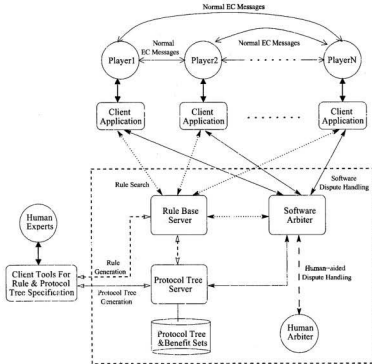 Normal EC Messages
Normal
EC Messages
Normal EC Messages
Player1
Player2
PlayerN
Client
Application
Client
Application
Client
Application
Rule Search
Software
Dispute Handling
Human
Experts
Rule Base
Server
Software
Arbiter
Rule
Generation
Client Tools For
Rule & Protocol
Tree Specification
Protocol Tree
Generation
Protocol Tree
Server
Human-aided
Dispute Handling
Protocol Tree
&Benefit Sets
Human
Arbiter